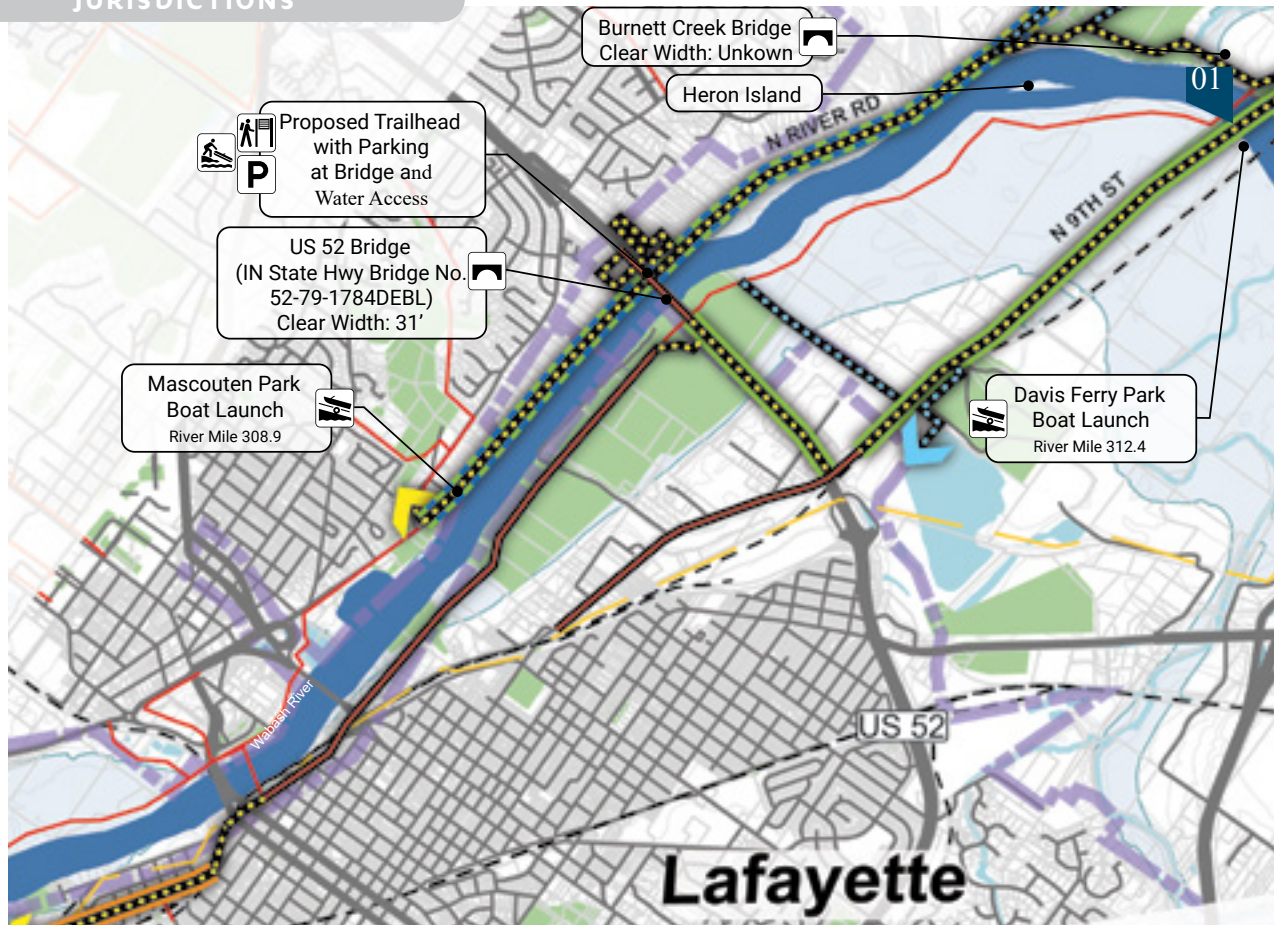 JURISDICTIONS
Burnett Creek Bridge
Clear Width: Unkown
Heron Island
01
N RIVER RD
Proposed Trailhead
with Parking
at Bridge and
Water Access
P
N 9TH ST
US 52 Bridge
(IN State Hwy Bridge No.
52-79-1784DEBL)
Clear Width: 31’
Mascouten Park
Boat Launch
River Mile 308.9
Davis Ferry Park
Boat Launch
River Mile 312.4
Wabash River
US 52
Lafayette